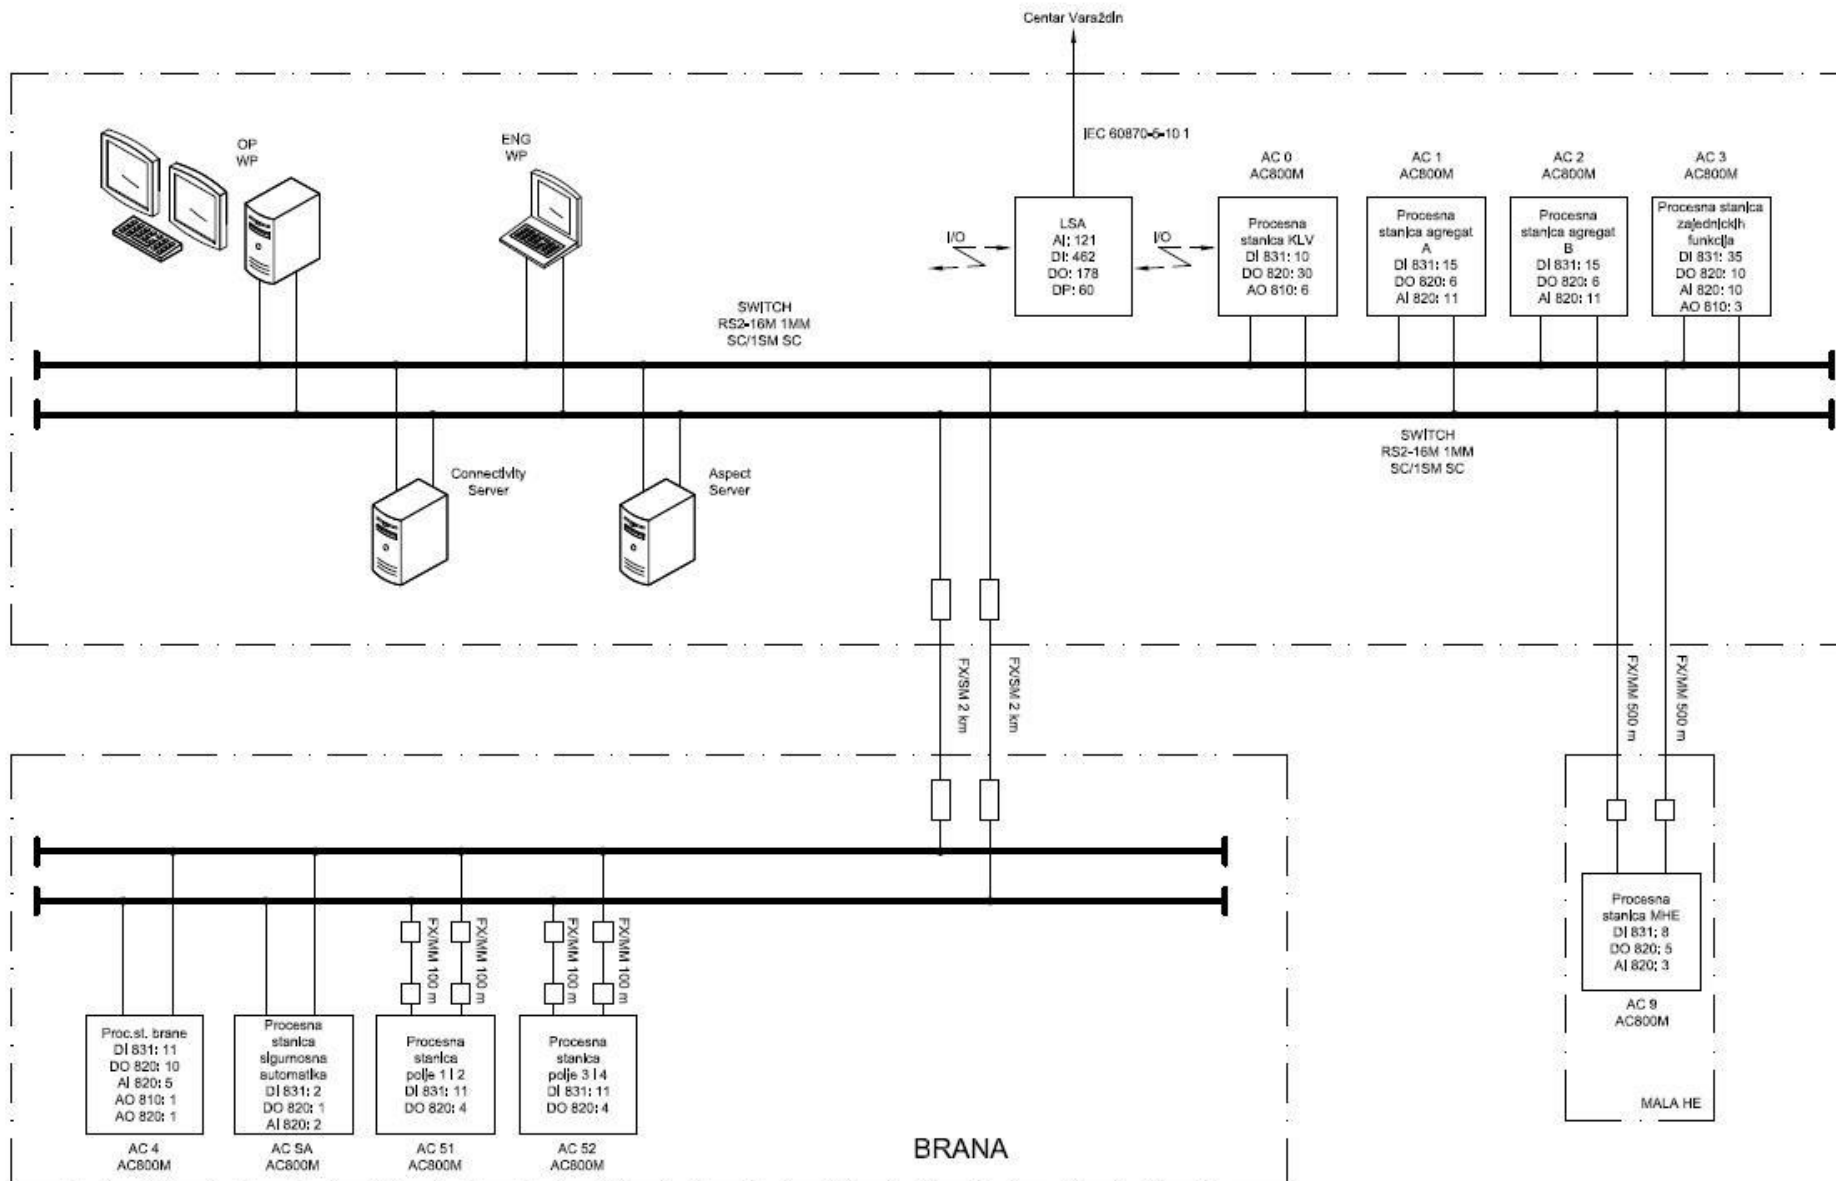 Centar Varaždin
IEC 60870-5-10 1
OP
WP
ENG
WP
I/O
LSA
AI: 121
DI: 462
DO: 178
DP: 60
I/O
AC 0
AC800M
Procesna
stanica KLV
DI 831: 10
DO 820: 30
AO 810: 6
AC 1
AC800M
Procesna
stanica agregat
A
DI 831: 15
DO 820: 6
AI 820: 11
AC 2
AC800M
Procesna
stanica agregat
B
DI 831: 15
DO 820: 6
AI 820: 11
AC 3
AC800M
Procesna stanica
zajedničkih
funkcija
DI 831: 35
DO 820: 10
AI 820: 10
AO 810: 3
SWITCH
RS2-16M 1MM
SC/1SM SC
SWITCH
RS2-16M 1MM
SC/1SM SC
Connectivity
Server
Aspect
Server
FX/SM 2 km
FX/SM 2 km
FX/MM 500 m
FX/MM 500 m
FX/MM 100 m
FX/MM 100 m
FX/MM 100 m
FX/MM 100 m
Proc.st. brane
DI 831: 11
DO 820: 10
AI 820: 5
AO 810: 1
AO 820: 1
AC 4
AC800M
Procesna
stanica
sigurnosna
automatika
DI 831: 2
DO 820: 1
AI 820: 2
AC SA
AC800M
Procesna
stanica
polje 1 i 2
DI 831: 11
DO 820: 4
AC 51
AC800M
Procesna
stanica
polje 3 i 4
DI 831: 11
DO 820: 4
AC 52
AC800M
BRANA
Procesna
stanica MHE
DI 831: 8
DO 820: 5
AI 820: 3
AC 9
AC800M
MALA HE